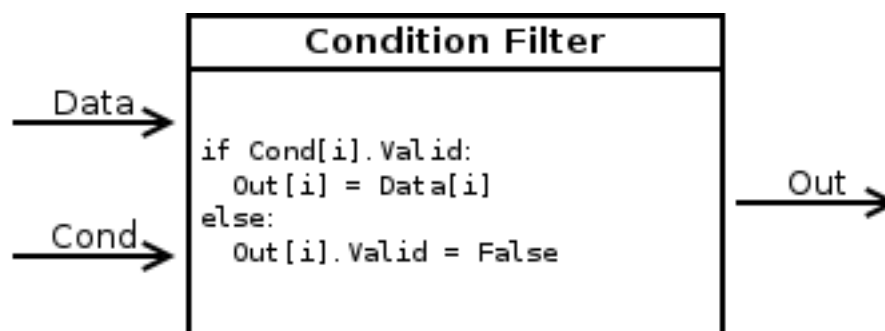 Condition Filter
Data
if Cond[i].Valid:
Out[i] = Data[i]
Out
else:
Cond
Out[i].Valid = False